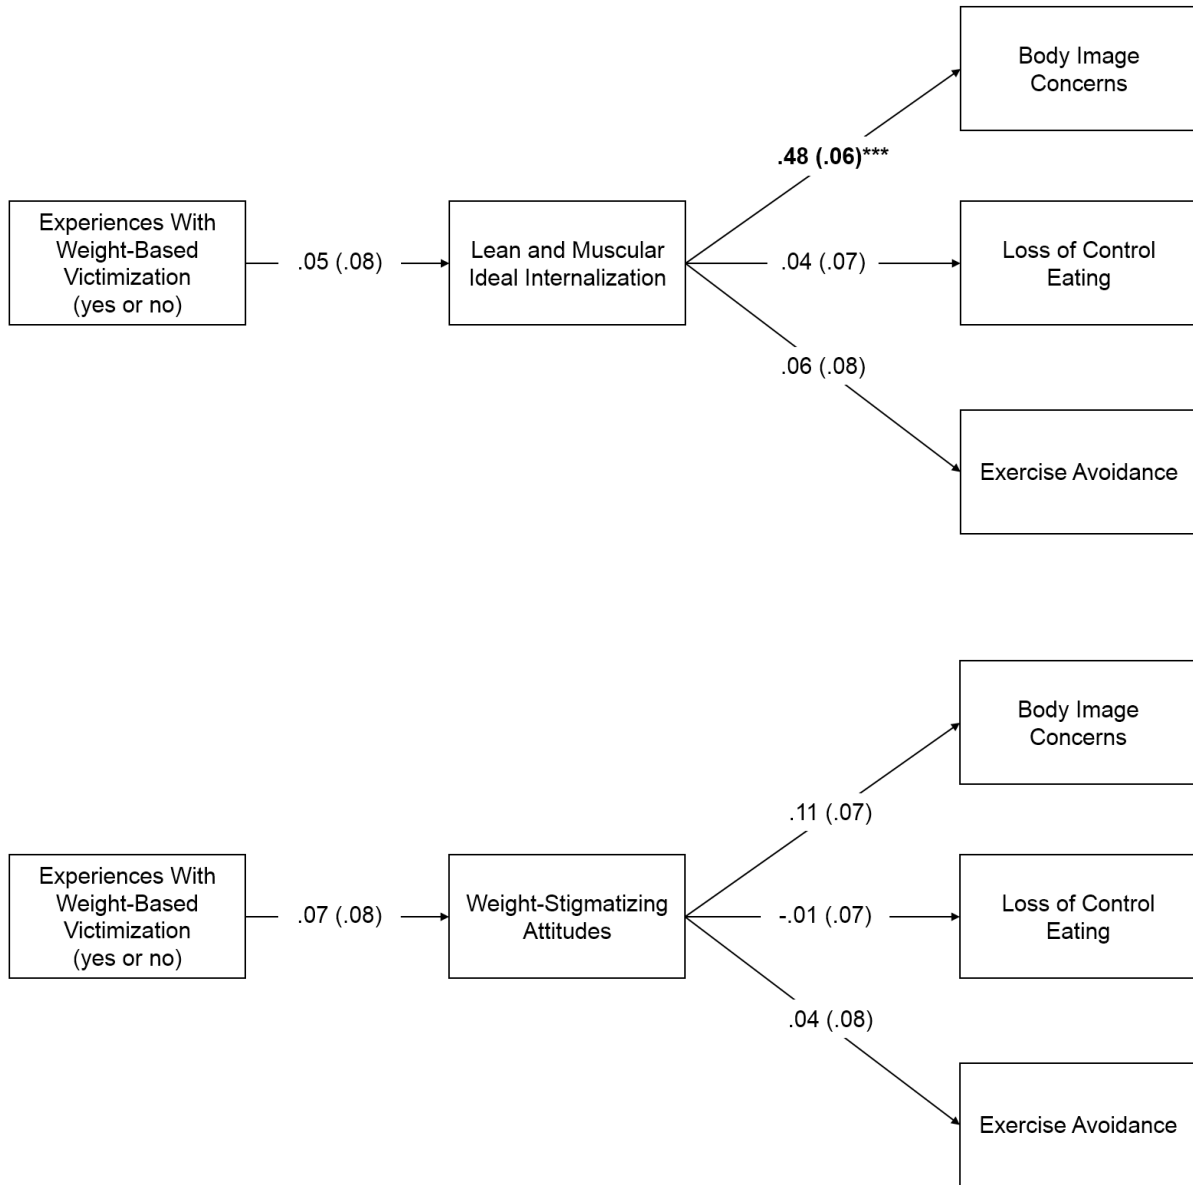 Body Image
Concerns
.48 (.06)***
Experiences With
Weight-Based
Victimization
(yes or no)
.05 (.08)
Lean and Muscular
Ideal Internalization
.04 (.07)
Loss of Control
Eating
.06 (.08)
Exercise Avoidance
Body Image
Concerns
.11 (.07)
Experiences With
Weight-Based
Victimization
(yes or no)
.07 (.08)
Weight-Stigmatizing
Attitudes
-.01 (.07)
Loss of Control
Eating
.04 (.08)
Exercise Avoidance